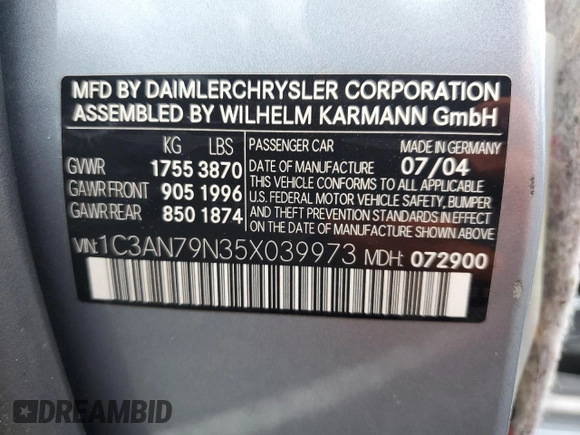 MFD BY DAIMLERCHRYSLER CORPORATION
ASSEMBLED BY WILHELM KARMANN GmbH
KG LBS
GVWR 1755 3870
GAWR FRONT 905 1996
GAWR REAR 850 1874
PASSENGER CAR MADE IN GERMANY
DATE OF MANUFACTURE 07/04
THIS VEHICLE CONFORMS TO ALL APPLICABLE
U.S. FEDERAL MOTOR VEHICLE SAFETY, BUMPER
AND THEFT PREVENTION STANDARDS IN EFFECT
ON THE DATE OF MANUFACTURE SHOWN ABOVE.
VIN: 1C3AN79N35X039973 MDH: 072900
DREAMBID